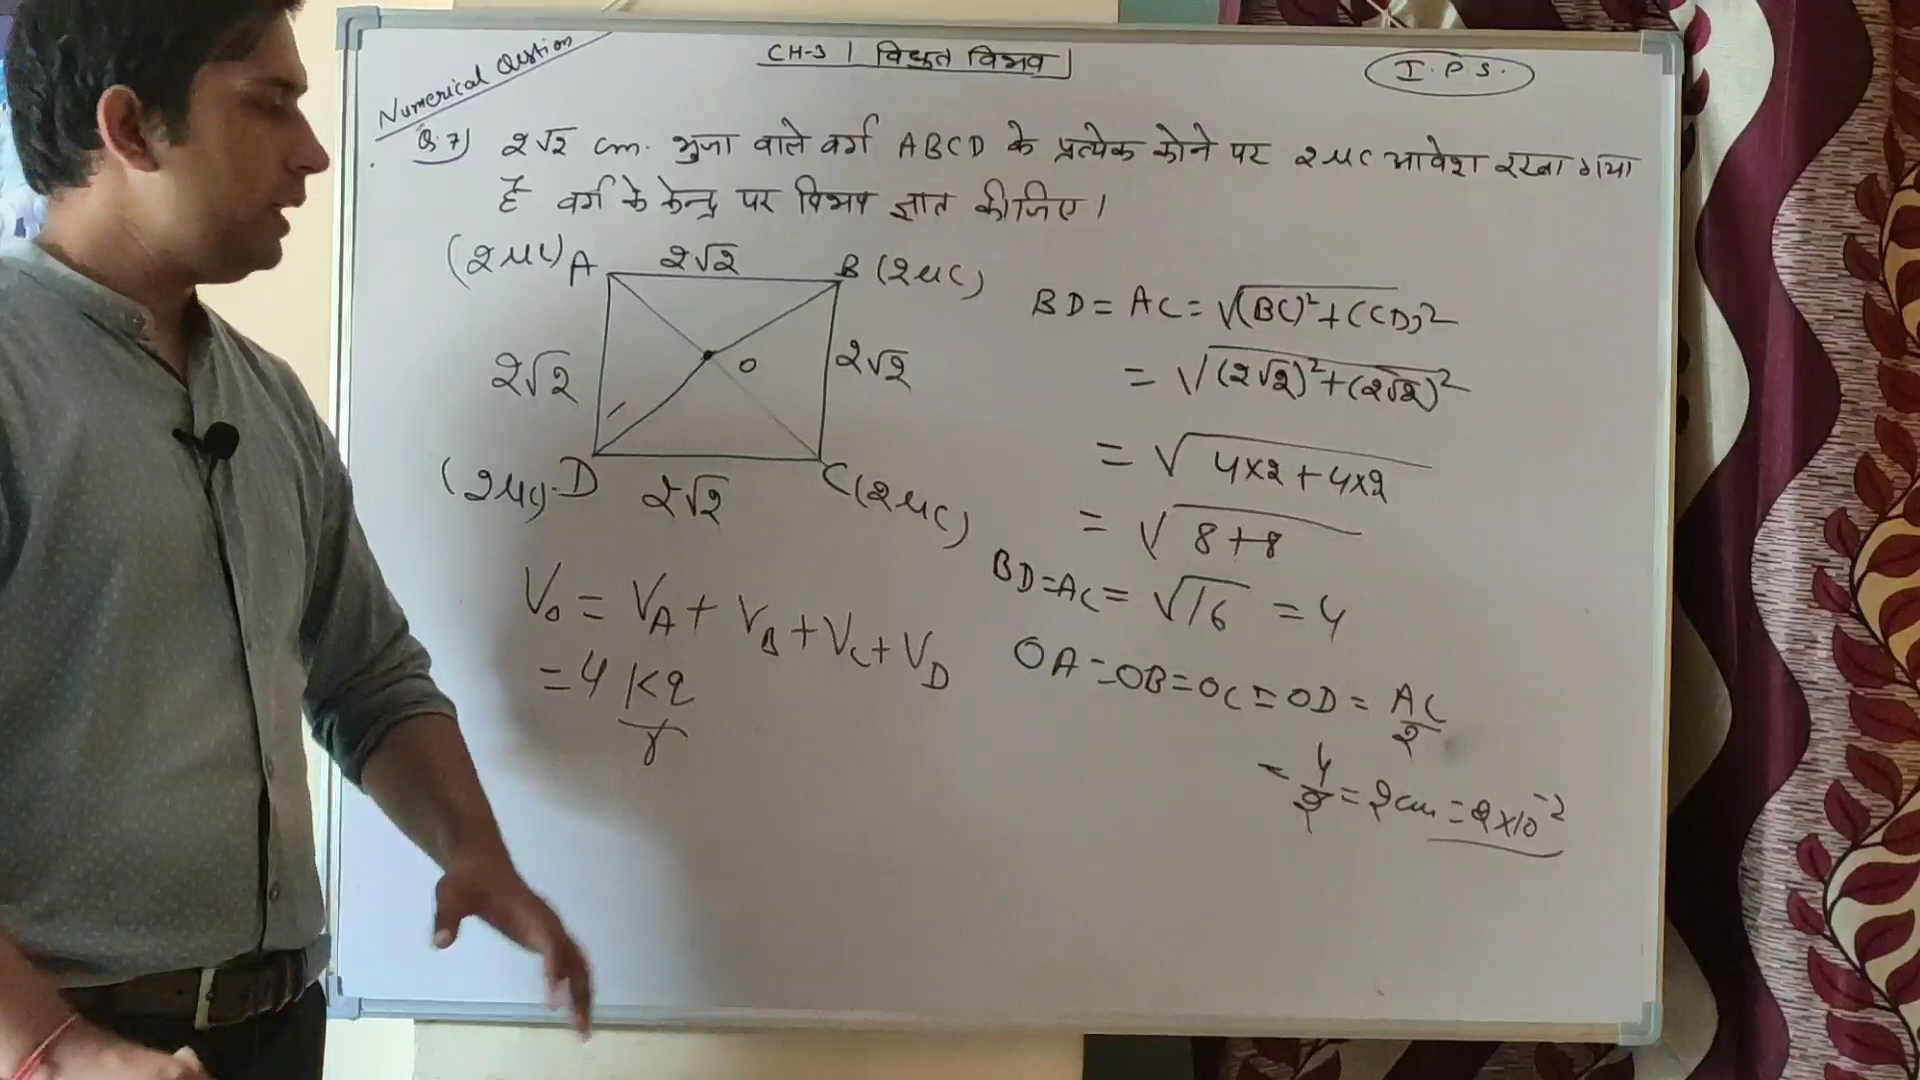 Numerical Qustion
CH-3 | विद्युत विभव |
I.P.S.
Q.7) 2√2 cm. भुजा वाले वर्ग ABCD के प्रत्येक कोने पर 2μC आवेश रखा गया
है वर्ग के केन्द्र पर विभव ज्ञात कीजिए।
(2μC) A 2√2 B (2μC)
2√2 O 2√2
(2μC) D 2√2 C (2μC)
V₀ = V_A + V_B + V_C + V_D
= 4 Kq/r
BD = AC = √(BC)²+(CD)²
= √(2√2)²+(2√2)²
= √4×2+4×2
= √8+8
BD=AC= √16 = 4
OA=OB=OC=OD= AC/2
= 4/2 = 2cm = 2×10⁻²